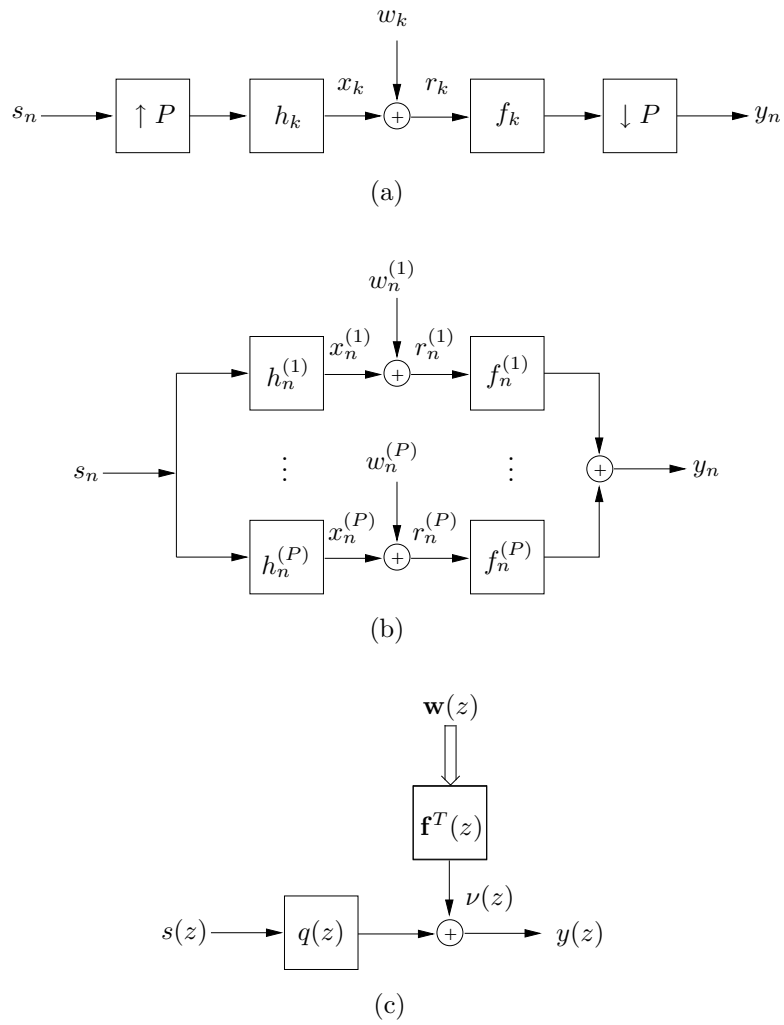 w_k
x_k r_k
s_n ↑ P h_k + f_k ↓ P y_n
(a)
w_n^{(1)}
x_n^{(1)} r_n^{(1)}
h_n^{(1)} + f_n^{(1)}
s_n ⋮ w_n^{(P)} ⋮ + y_n
x_n^{(P)} r_n^{(P)}
h_n^{(P)} + f_n^{(P)}
(b)
w(z)
f^T(z)
ν(z)
s(z) q(z) + y(z)
(c)